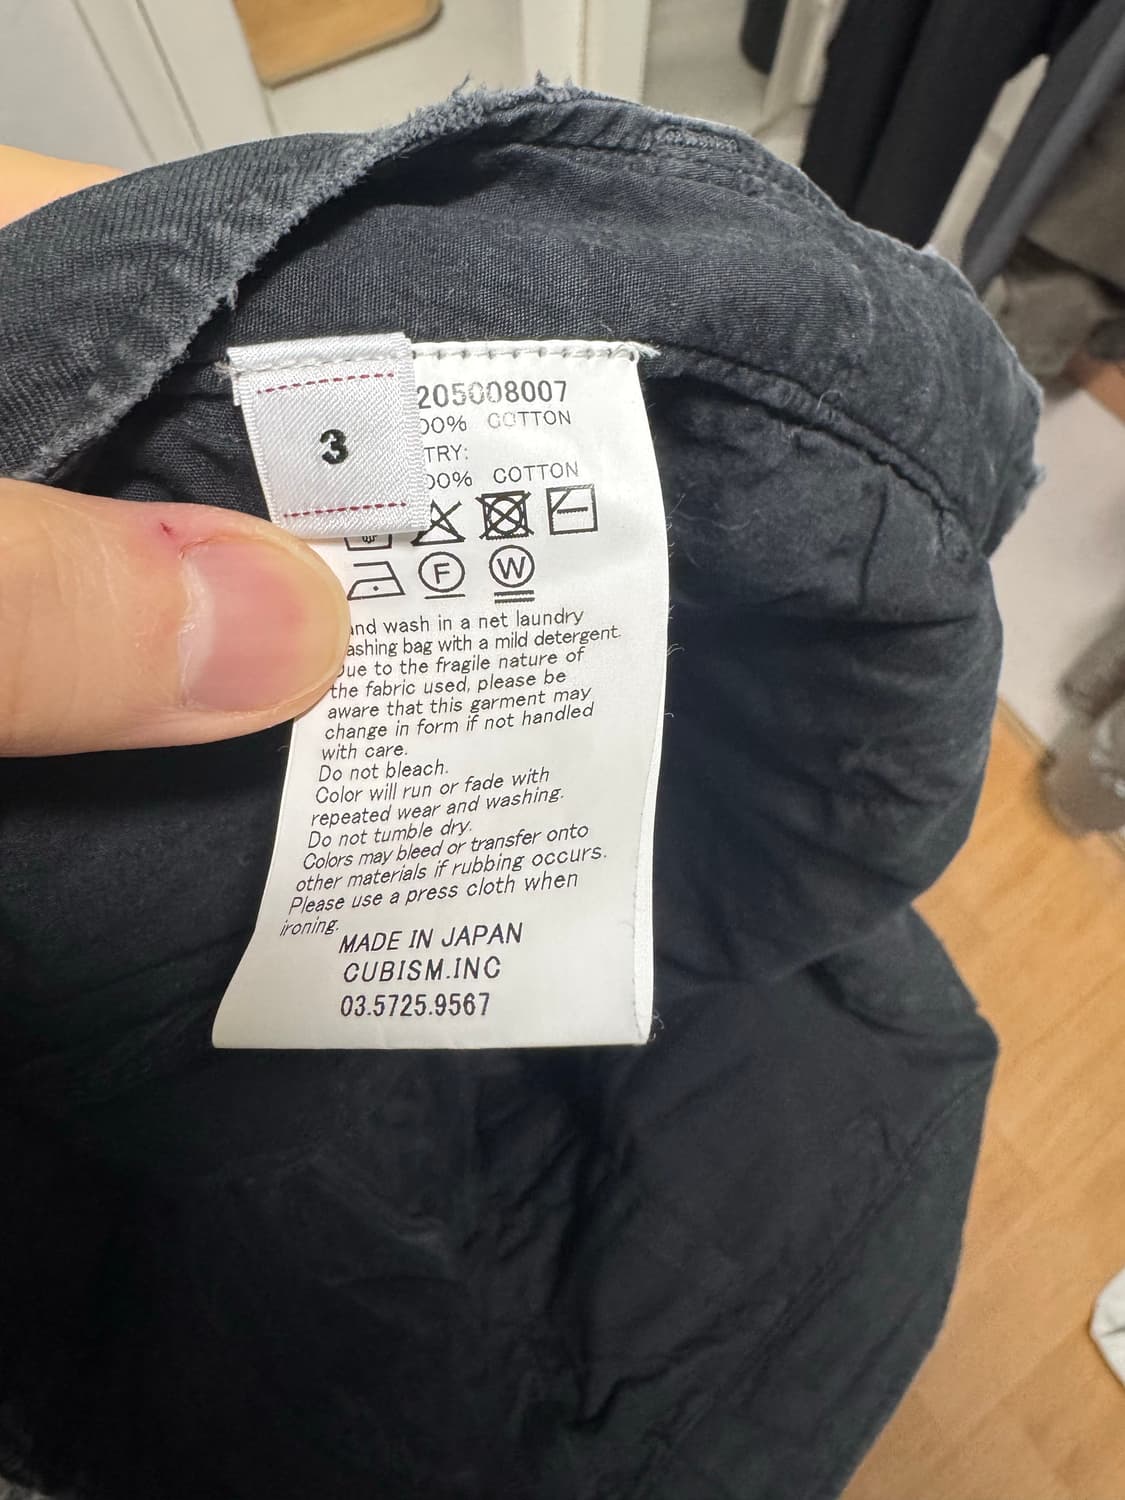 3
205008007
00% COTTON
TRY:
00% COTTON
F W
and wash in a net laundry
ashing bag with a mild detergent.
ue to the fragile nature of
the fabric used, please be
aware that this garment may
change in form if not handled
with care.
Do not bleach.
Color will run or fade with
repeated wear and washing.
Do not tumble dry.
Colors may bleed or transfer onto
other materials if rubbing occurs.
Please use a press cloth when
ironing.
MADE IN JAPAN
CUBISM.INC
03.5725.9567